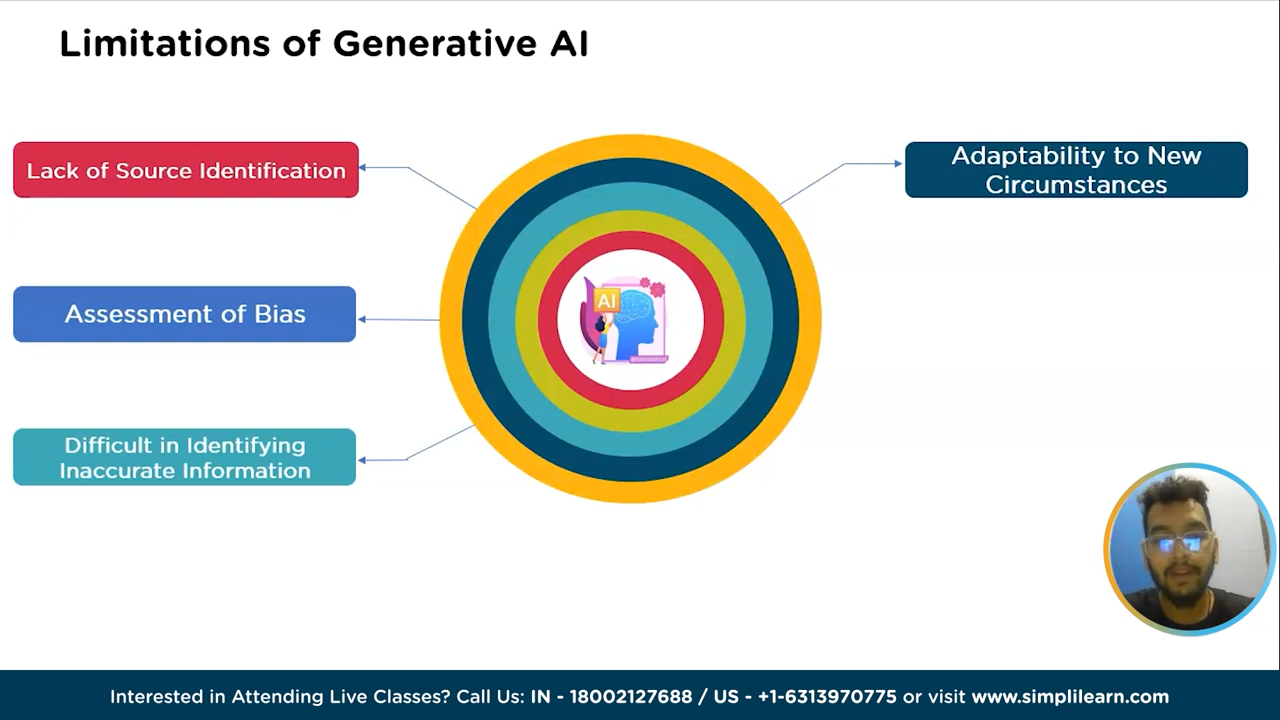 Limitations of Generative AI
Lack of Source Identification
Adaptability to New
Circumstances
AI
Assessment of Bias
Difficult in Identifying
Inaccurate Information
Interested in Attending Live Classes? Call Us: IN - 18002127688 / US - +1-6313970775 or visit www.simplilearn.com